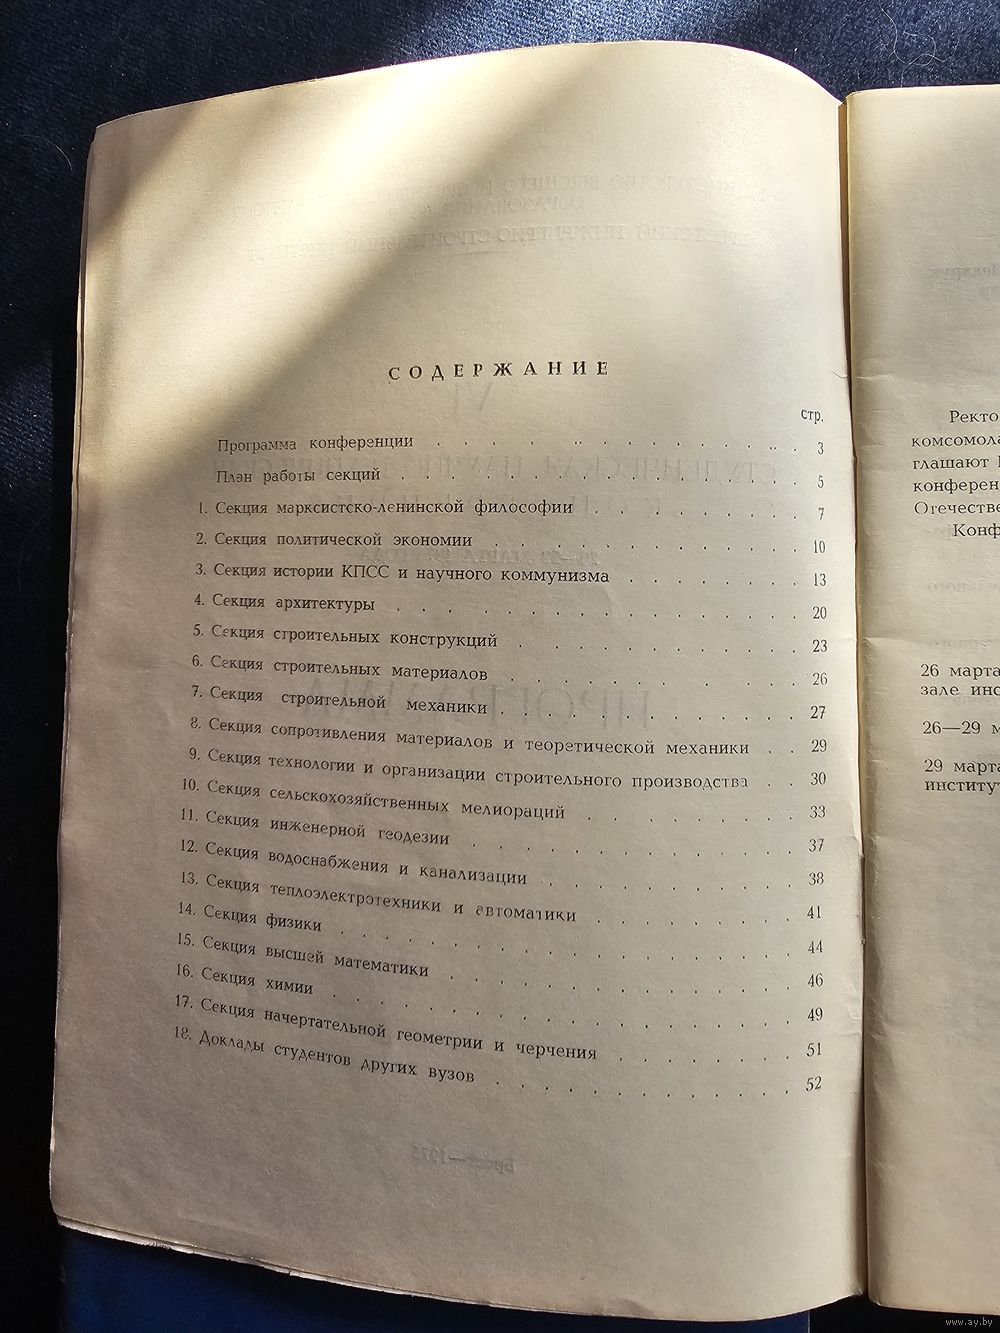 СОДЕРЖАНИЕ
стр.
Программа конференции . . . . . . . . . . . . . 3
План работы секций . . . . . . . . . . . . . . 5
1. Секция марксистско-ленинской философии . . . . . . . 7
2. Секция политической экономии . . . . . . . . . . . 10
3. Секция истории КПСС и научного коммунизма . . . . . . 13
4. Секция архитектуры . . . . . . . . . . . . . . 20
5. Секция строительных конструкций . . . . . . . . . . 23
6. Секция строительных материалов . . . . . . . . . . 26
7. Секция строительной механики . . . . . . . . . . . 27
8. Секция сопротивления материалов и теоретической механики . . 29
9. Секция технологии и организации строительного производства . . 30
10. Секция сельскохозяйственных мелиораций . . . . . . . . 33
11. Секция инженерной геодезии . . . . . . . . . . . . 37
12. Секция водоснабжения и канализации . . . . . . . . . 38
13. Секция теплоэлектротехники и автоматики . . . . . . . . 41
14. Секция физики . . . . . . . . . . . . . . . . 44
15. Секция высшей математики . . . . . . . . . . . . 46
16. Секция химии . . . . . . . . . . . . . . . . 49
17. Секция начертательной геометрии и черчения . . . . . . . 51
18. Доклады студентов других вузов . . . . . . . . . . 52
Ректо
комсомола
глашают
конферен
Отечестве
Конф
26 марта
зале инс
26—29 м
29 марта
институт
www.ay.by